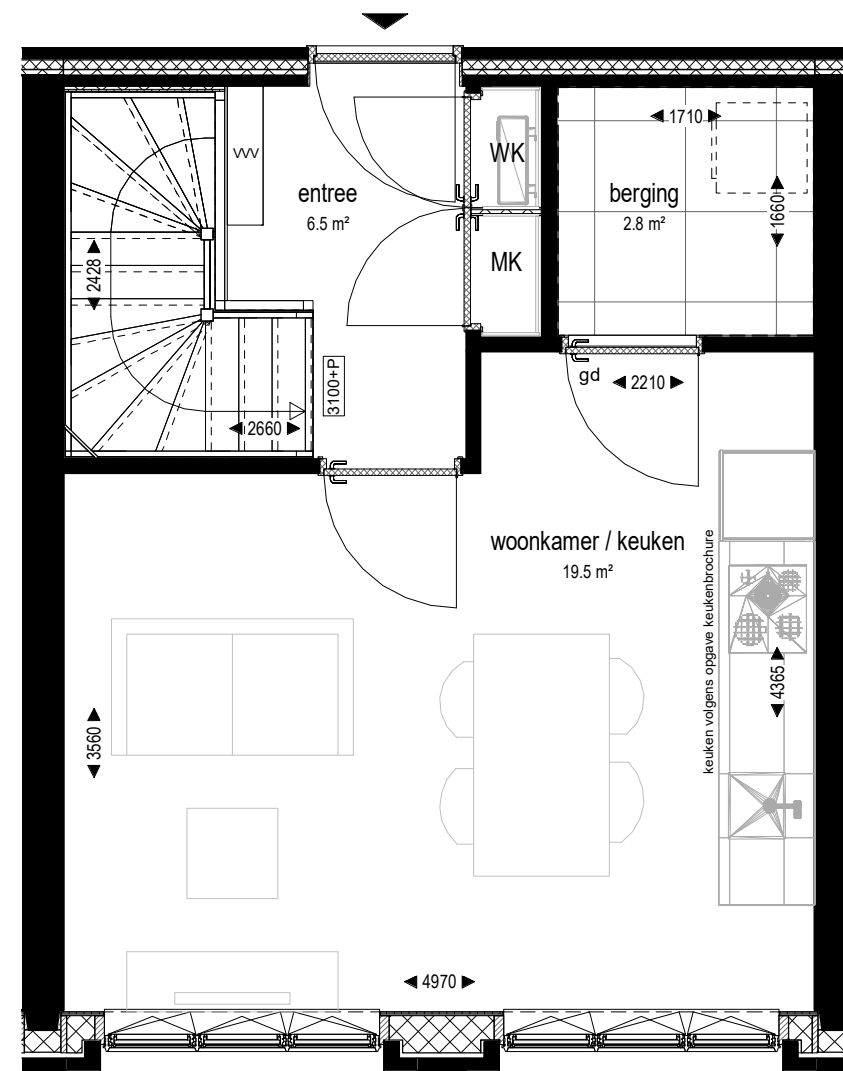 entree
6.5 m²
WK
MK
berging
2.8 m²
1710
1660
2428
2660
3100+P
gd
2210
woonkamer / keuken
19.5 m²
keuken volgens opgave keukenbrochure
4365
3560
4970